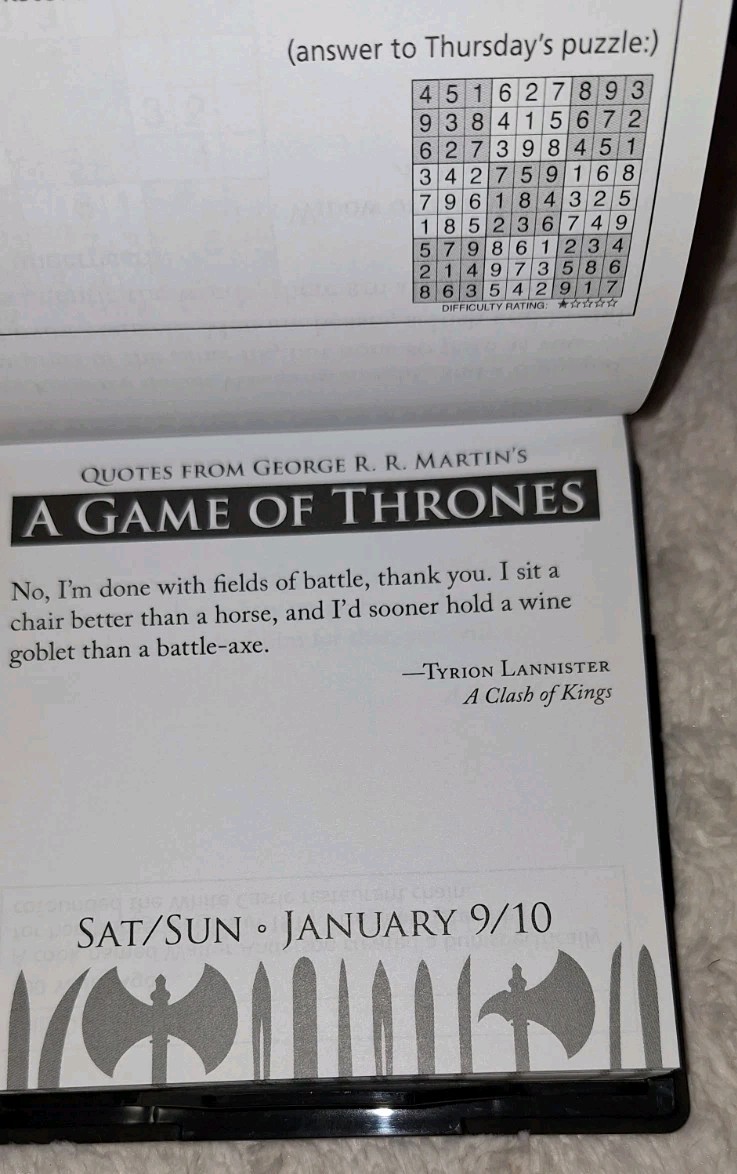 (answer to Thursday's puzzle:)
4 5 1 6 2 7 8 9 3
9 3 8 4 1 5 6 7 2
6 2 7 3 9 8 4 5 1
3 4 2 7 5 9 1 6 8
7 9 6 1 8 4 3 2 5
1 8 5 2 3 6 7 4 9
5 7 9 8 6 1 2 3 4
2 1 4 9 7 3 5 8 6
8 6 3 5 4 2 9 1 7
DIFFICULTY RATING: ★☆☆☆☆
QUOTES FROM GEORGE R. R. MARTIN'S
A GAME OF THRONES
No, I'm done with fields of battle, thank you. I sit a
chair better than a horse, and I'd sooner hold a wine
goblet than a battle-axe.
—TYRION LANNISTER
A Clash of Kings
SAT/SUN • JANUARY 9/10